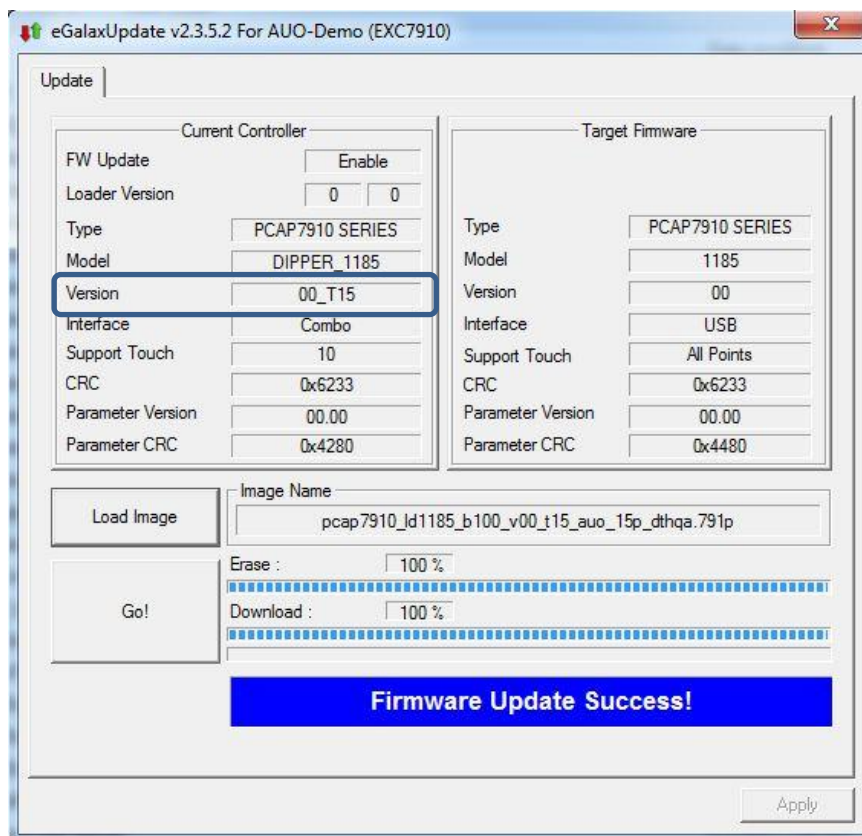 eGalaxUpdate v2.3.5.2 For AUO-Demo (EXC7910)
Update
Current Controller
FW Update Enable
Loader Version 0 0
Type PCAP7910 SERIES
Model DIPPER_1185
Version 00_T15
Interface Combo
Support Touch 10
CRC 0x6233
Parameter Version 00.00
Parameter CRC 0x4280
Target Firmware
Type PCAP7910 SERIES
Model 1185
Version 00
Interface USB
Support Touch All Points
CRC 0x6233
Parameter Version 00.00
Parameter CRC 0x4480
Load Image
Image Name
pcap7910_ld1185_b100_v00_t15_auo_15p_dthqa.791p
Go!
Erase : 100 %
Download : 100 %
Firmware Update Success!
Apply